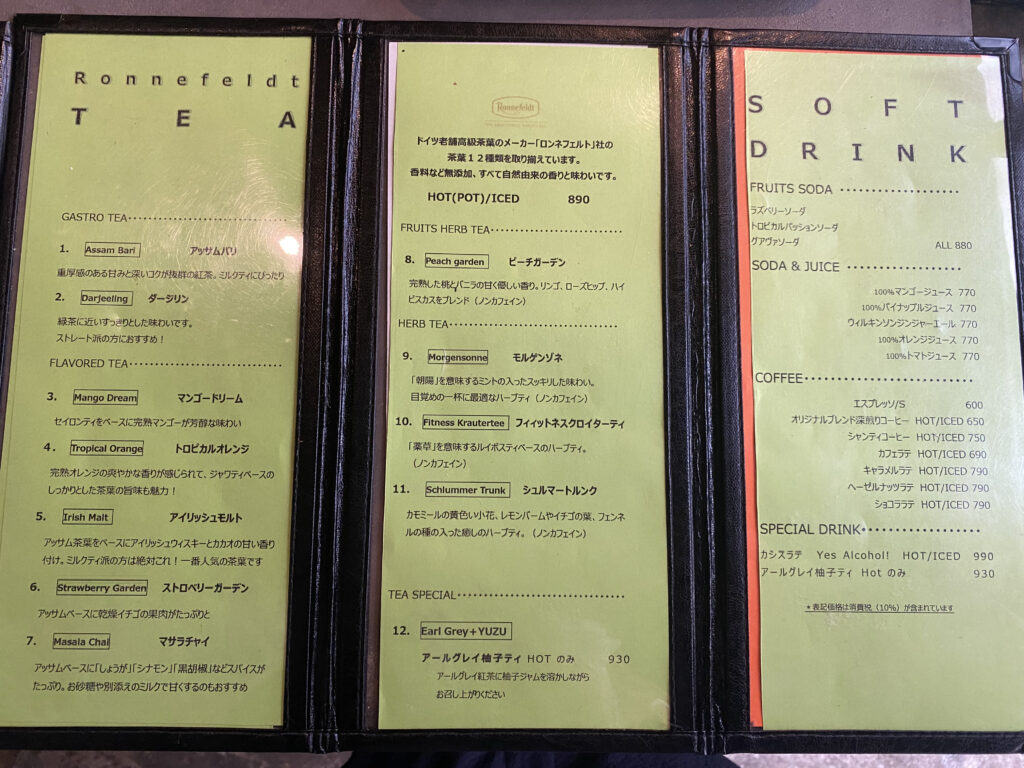 Ronnefeldt
TEA
GASTRO TEA
1. Assam Bari アッサムバリ
重厚感のある甘みと深いコクが抜群の紅茶。ミルクティにぴったり
2. Darjeeling ダージリン
緑茶に近いすっきりとした味わいです。
ストレート派の方におすすめ！
FLAVORED TEA
3. Mango Dream マンゴードリーム
セイロンティをベースに完熟マンゴーが芳醇な味わい
4. Tropical Orange トロピカルオレンジ
完熟オレンジの爽やかな香りが感じられて、ジャワティベースの
しっかりとした茶葉の旨味も魅力！
5. Irish Malt アイリッシュモルト
アッサム茶葉をベースにアイリッシュウィスキーとカカオの甘い香り
付け。ミルクティ派の方は絶対これ！一番人気の茶葉です
6. Strawberry Garden ストロベリーガーデン
アッサムベースに乾燥イチゴの果肉がたっぷりと
7. Masala Chai マサラチャイ
アッサムベースに「しょうが」「シナモン」「黒胡椒」などスパイスが
たっぷり。お砂糖や別添えのミルクで甘くするのもおすすめ
Ronnefeldt
ドイツ老舗高級茶葉のメーカー「ロンネフェルト」社の
茶葉１２種類を取り揃えています。
香料など無添加、すべて自然由来の香りと味わいです。
HOT(POT)/ICED 890
FRUITS HERB TEA
8. Peach garden ピーチガーデン
完熟した桃とバニラの甘く優しい香り。リンゴ、ローズヒップ、ハイ
ビスカスをブレンド（ノンカフェイン）
HERB TEA
9. Morgensonne モルゲンゾネ
「朝陽」を意味するミントの入ったスッキリした味わい。
目覚めの一杯に最適なハーブティ（ノンカフェイン）
10. Fitness Krautertee フィィットネスクロイターティ
「薬草」を意味するルイボスティベースのハーブティ。
（ノンカフェイン）
11. Schlummer Trunk シュルマートルンク
カモミールの黄色い小花、レモンバームやイチゴの葉、フェンネ
ルの種の入った癒しのハーブティ。（ノンカフェイン）
TEA SPECIAL
12. Earl Grey+YUZU
アールグレイ柚子ティ HOT のみ 930
アールグレイ紅茶に柚子ジャムを溶かしながら
お召し上がりください
SOFT
DRINK
FRUITS SODA
ラズベリーソーダ
トロピカルパッションソーダ
グアヴァソーダ ALL 880
SODA & JUICE
100%マンゴージュース 770
100%パイナップルジュース 770
ウィルキンソンジンジャーエール 770
100%オレンジジュース 770
100%トマトジュース 770
COFFEE
エスプレッソ/S 600
オリジナルブレンド深煎りコーヒー HOT/ICED 650
シャンティコーヒー HOT/ICED 750
カフェラテ HOT/ICED 690
キャラメルラテ HOT/ICED 790
ヘーゼルナッツラテ HOT/ICED 790
ショコララテ HOT/ICED 790
SPECIAL DRINK
カシスラテ Yes Alcohol! HOT/ICED 990
アールグレイ柚子ティ Hot のみ 930
＊表記価格は消費税（10％）が含まれています